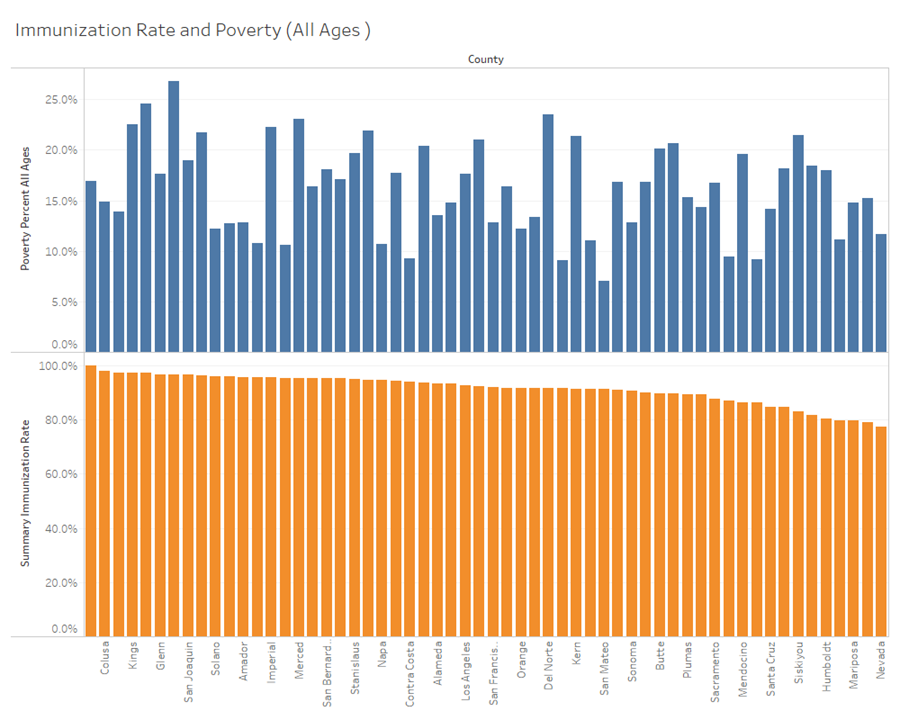 Immunization Rate and Poverty (All Ages )
County
Poverty Percent All Ages
25.0%
20.0%
15.0%
10.0%
5.0%
0.0%
Summary Immunization Rate
100.0%
80.0%
60.0%
40.0%
20.0%
0.0%
Colusa
Kings
Glenn
San Joaquin
Solano
Amador
Imperial
Merced
San Bernard..
Stanislaus
Napa
Contra Costa
Alameda
Los Angeles
San Francis..
Orange
Del Norte
Kern
San Mateo
Sonoma
Butte
Plumas
Sacramento
Mendocino
Santa Cruz
Siskiyou
Humboldt
Mariposa
Nevada